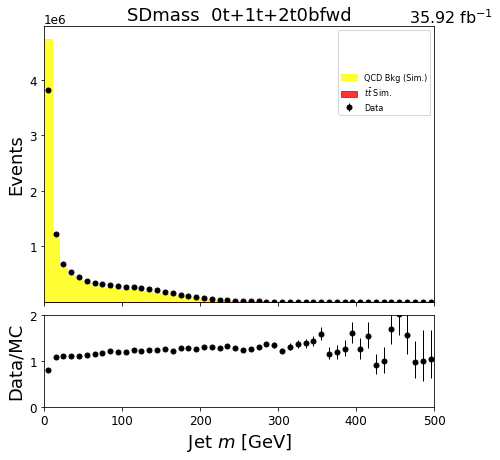 SDmass 0t+1t+2t0bfwd
35.92 fb⁻¹
1e6
QCD Bkg (Sim.)
tt̄ Sim.
Data
Events
4
3
2
1
Data/MC
2
1
0
0 100 200 300 400 500
Jet m [GeV]